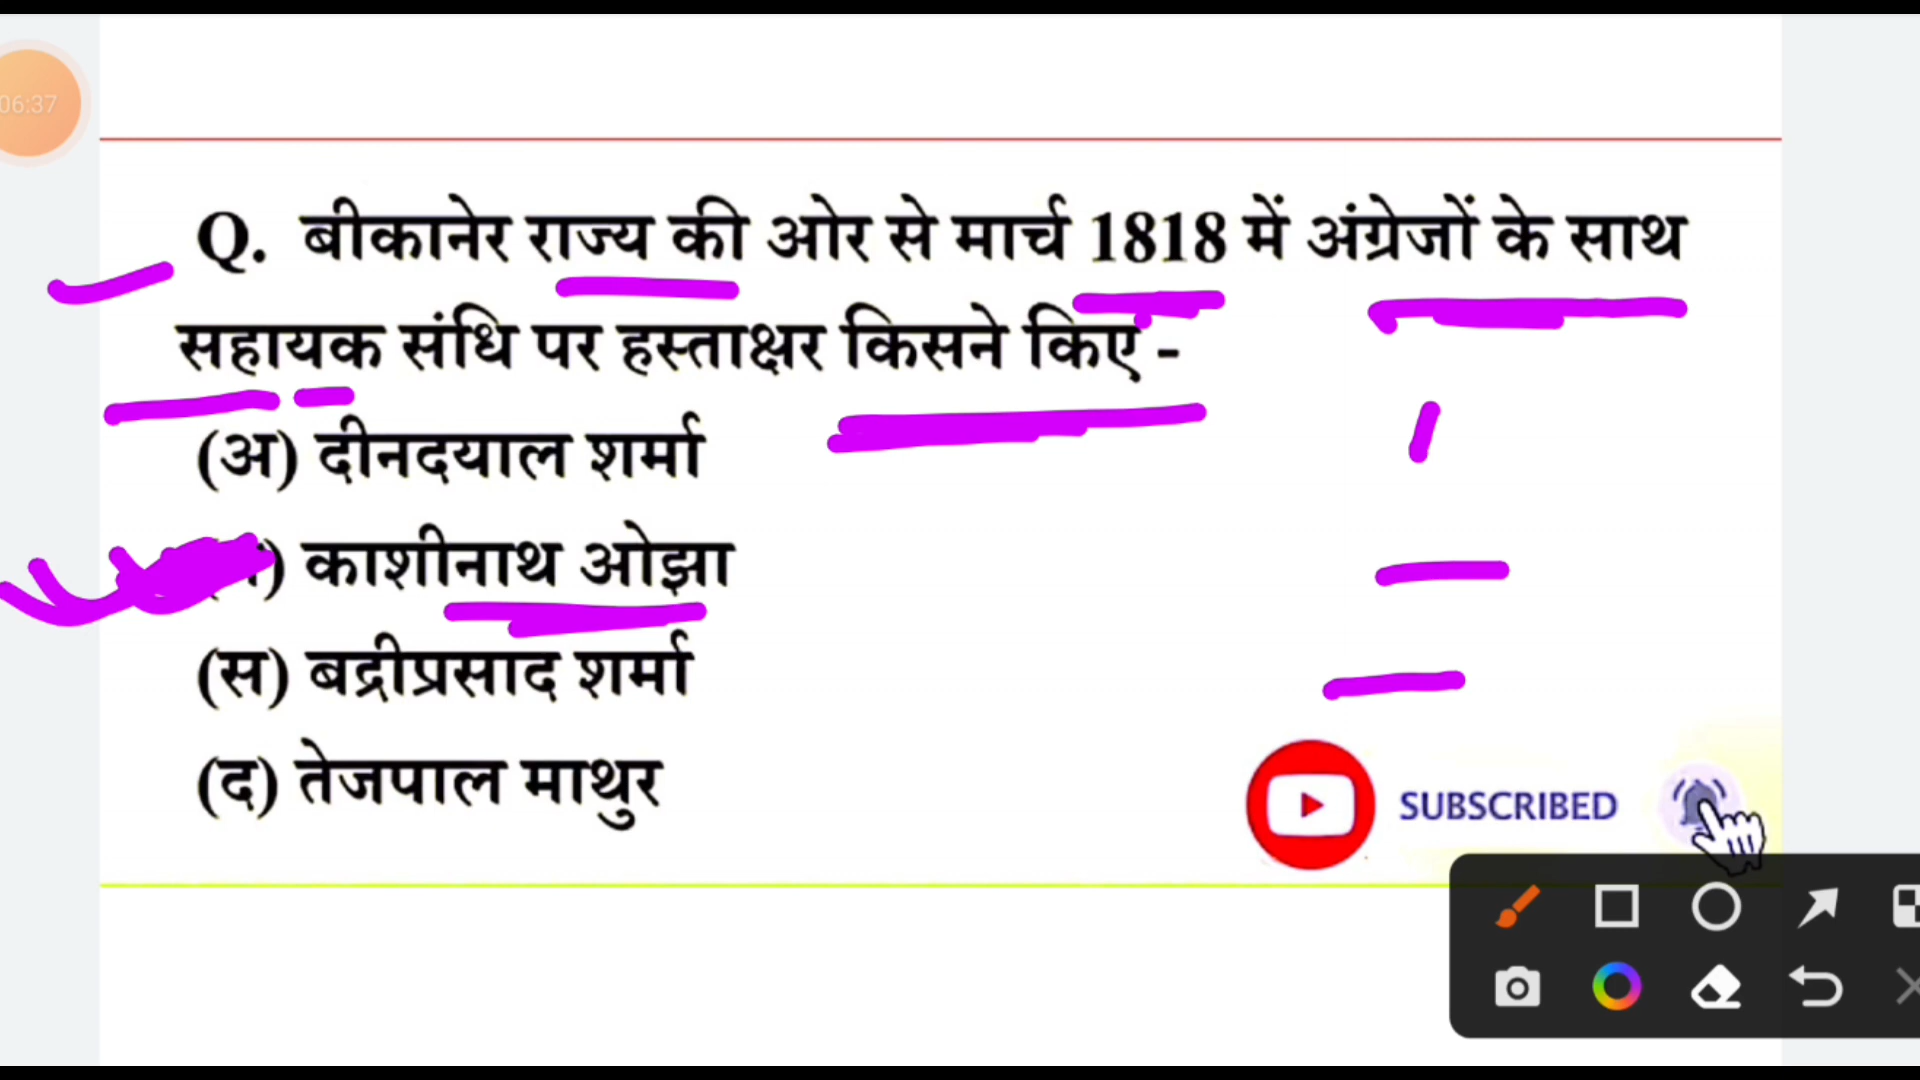 06:37
Q. बीकानेर राज्य की ओर से मार्च 1818 में अंग्रेजों के साथ
सहायक संधि पर हस्ताक्षर किसने किए -
(अ) दीनदयाल शर्मा
) काशीनाथ ओझा
(स) बद्रीप्रसाद शर्मा
(द) तेजपाल माथुर
SUBSCRIBED